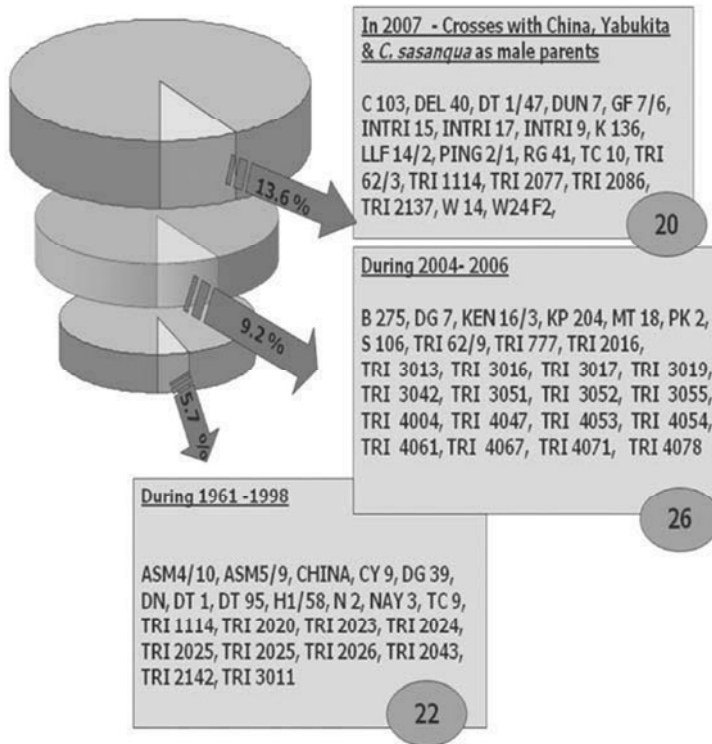 In 2007 - Crosses with China, Yabukita
& C. sasanqua as male parents
C 103, DEL 40, DT 1/47, DUN 7, GF 7/6,
INTRI 15, INTRI 17, INTRI 9, K 136,
LLF 14/2, PING 2/1, RG 41, TC 10, TRI
62/3, TRI 1114, TRI 2077, TRI 2086,
TRI 2137, W 14, W24 F2,
20
13.6 %
During 2004- 2006
B 275, DG 7, KEN 16/3, KP 204, MT 18, PK 2,
S 106, TRI 62/9, TRI 777, TRI 2016,
TRI 3013, TRI 3016, TRI 3017, TRI 3019,
TRI 3042, TRI 3051, TRI 3052, TRI 3055,
TRI 4004, TRI 4047, TRI 4053, TRI 4054,
TRI 4061, TRI 4067, TRI 4071, TRI 4078
26
9.2 %
5.7 %
During 1961 -1998
ASM4/10, ASM5/9, CHINA, CY 9, DG 39,
DN, DT 1, DT 95, H1/58, N 2, NAY 3, TC 9,
TRI 1114, TRI 2020, TRI 2023, TRI 2024,
TRI 2025, TRI 2025, TRI 2026, TRI 2043,
TRI 2142, TRI 3011
22